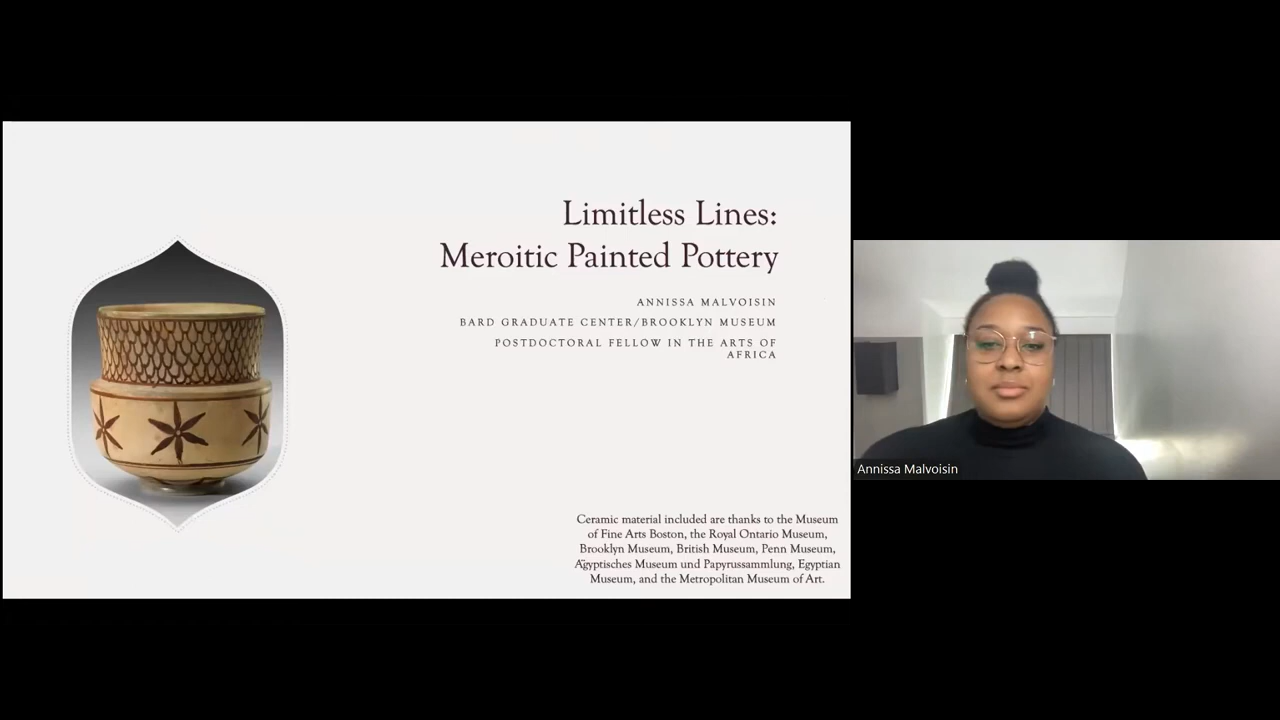 Limitless Lines:
Meroitic Painted Pottery
ANNISSA MALVOISIN
BARD GRADUATE CENTER/BROOKLYN MUSEUM
POSTDOCTORAL FELLOW IN THE ARTS OF
AFRICA
Ceramic material included are thanks to the Museum
of Fine Arts Boston, the Royal Ontario Museum,
Brooklyn Museum, British Museum, Penn Museum,
Ägyptisches Museum und Papyrussammlung, Egyptian
Museum, and the Metropolitan Museum of Art.
Annissa Malvoisin